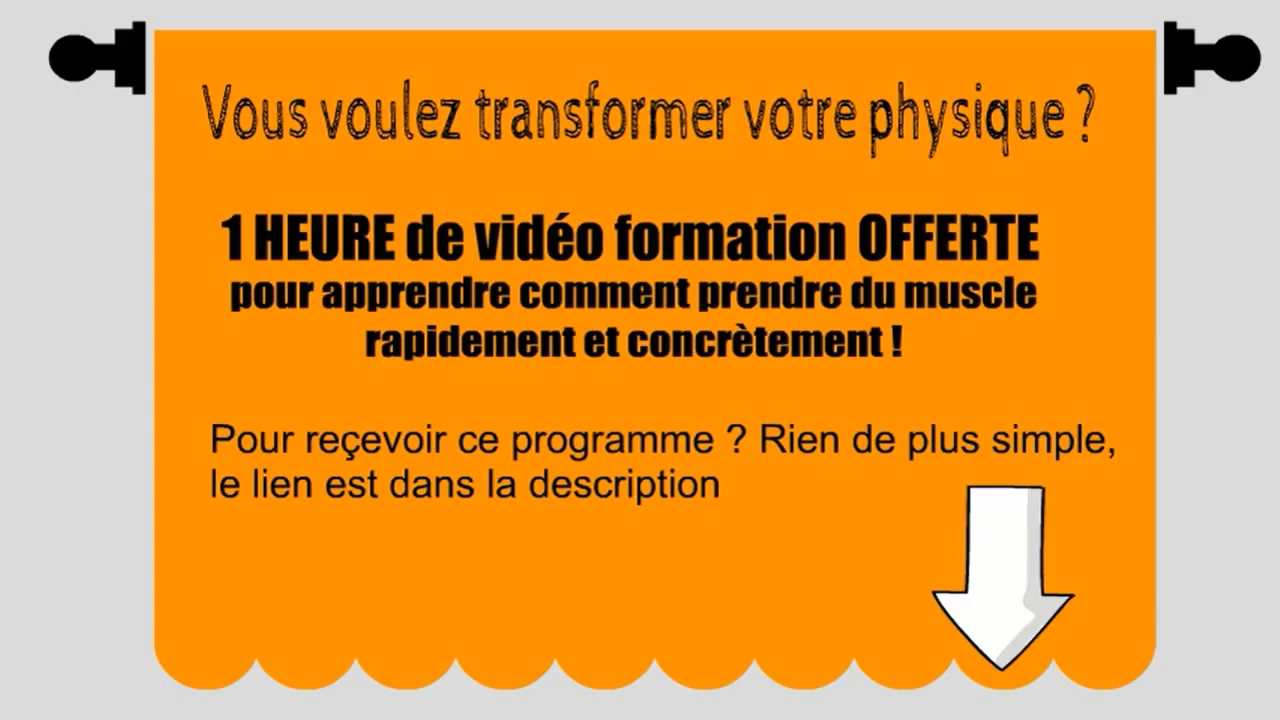 Vous voulez transformer votre physique ?
1 HEURE de vidéo formation OFFERTE
pour apprendre comment prendre du muscle
rapidement et concrètement !
Pour reçevoir ce programme ? Rien de plus simple,
le lien est dans la description